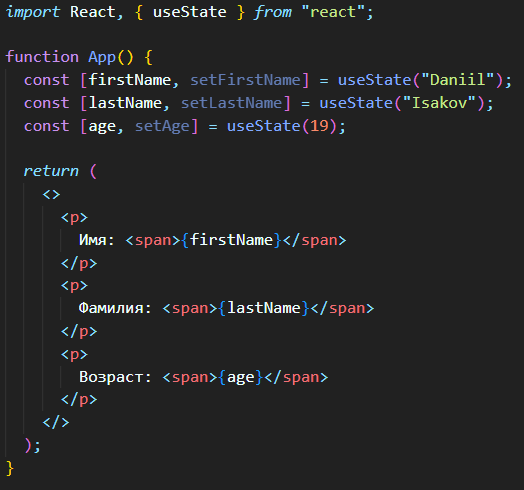 import React, { useState } from "react";
function App() {
const [firstName, setFirstName] = useState("Daniil");
const [lastName, setLastName] = useState("Isakov");
const [age, setAge] = useState(19);
return (
<>
<p>
Имя: <span>{firstName}</span>
</p>
<p>
Фамилия: <span>{lastName}</span>
</p>
<p>
Возраст: <span>{age}</span>
</p>
</>
);
}